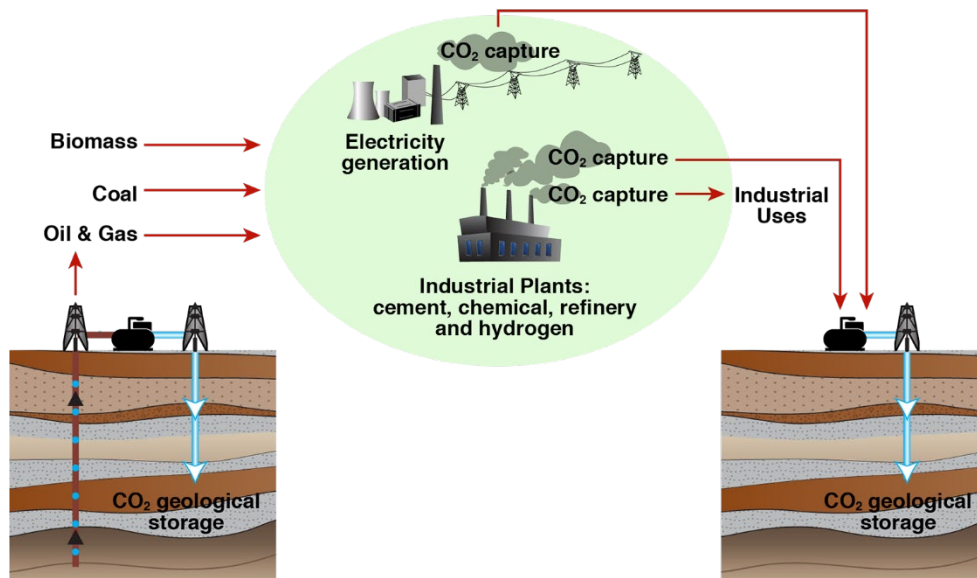 CO₂ capture
Electricity
generation
Biomass
Coal
Oil & Gas
CO₂ capture
CO₂ capture
Industrial
Uses
Industrial Plants:
cement, chemical, refinery
and hydrogen
CO₂ geological
storage
CO₂ geological
storage